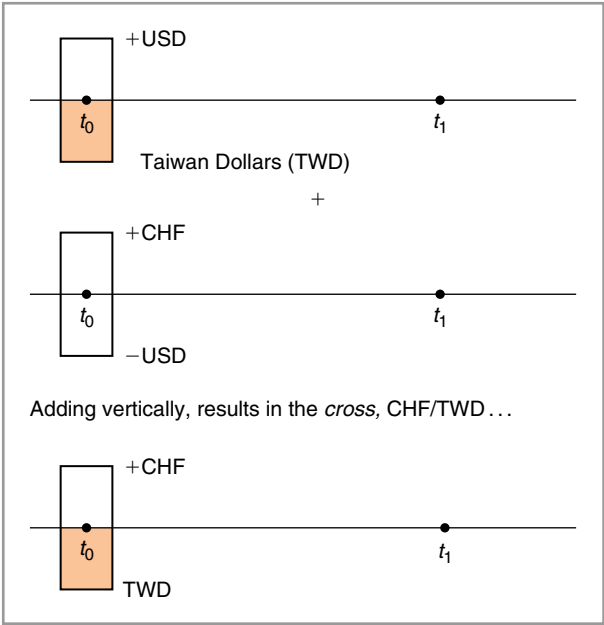 +USD
t0
t1
Taiwan Dollars (TWD)
+
+CHF
t0
t1
−USD
Adding vertically, results in the cross, CHF/TWD . . .
+CHF
t0
t1
TWD